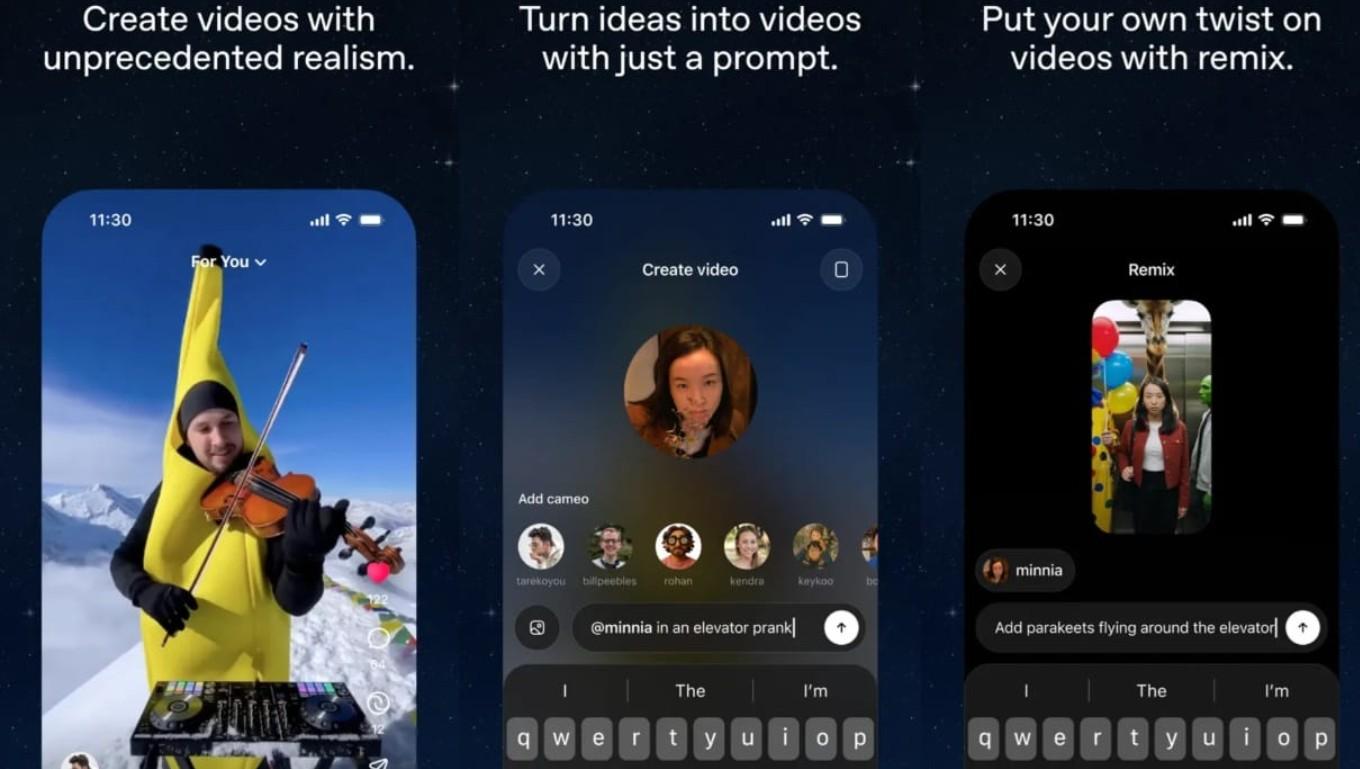 Create videos with
unprecedented realism.
11:30
For You
122
64
12
Turn ideas into videos
with just a prompt.
11:30
Create video
Add cameo
tarekoyou billpeebles rohan kendra keykoo bo
@minnia in an elevator prank
I The I'm
q w e r t y u i o p
Put your own twist on
videos with remix.
11:30
Remix
minnia
Add parakeets flying around the elevator
I The I'm
q w e r t y u i o p